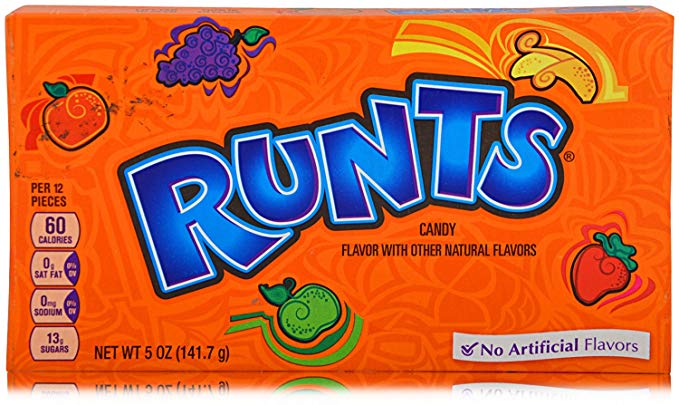 RUNTS®
CANDY
FLAVOR WITH OTHER NATURAL FLAVORS
PER 12
PIECES
60
CALORIES
0g
SAT FAT
0%
DV
0mg
SODIUM
0%
DV
13g
SUGARS
NET WT 5 OZ (141.7 g)
No Artificial Flavors